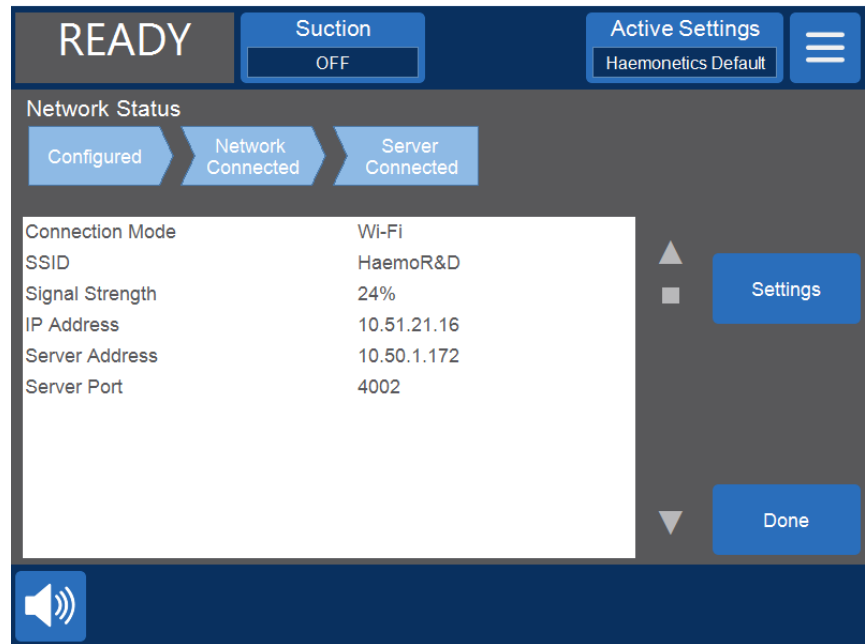 READY
Suction
OFF
Active Settings
Haemonetics Default
Network Status
Configured
Network
Connected
Server
Connected
Connection Mode Wi-Fi
SSID HaemoR&D
Signal Strength 24%
IP Address 10.51.21.16
Server Address 10.50.1.172
Server Port 4002
Settings
Done